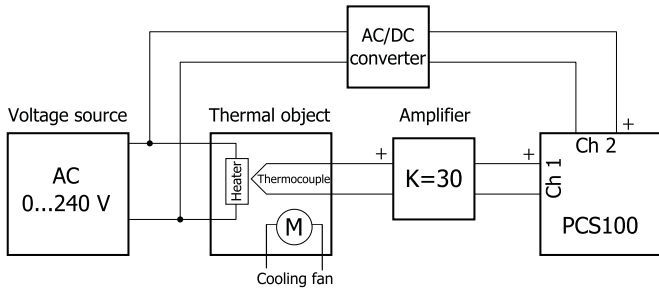 AC/DC
converter
Voltage source
Thermal object
Amplifier
+
Ch 2
AC
0...240 V
Heater
Thermocouple
+
K=30
+
Ch 1
M
PCS100
Cooling fan